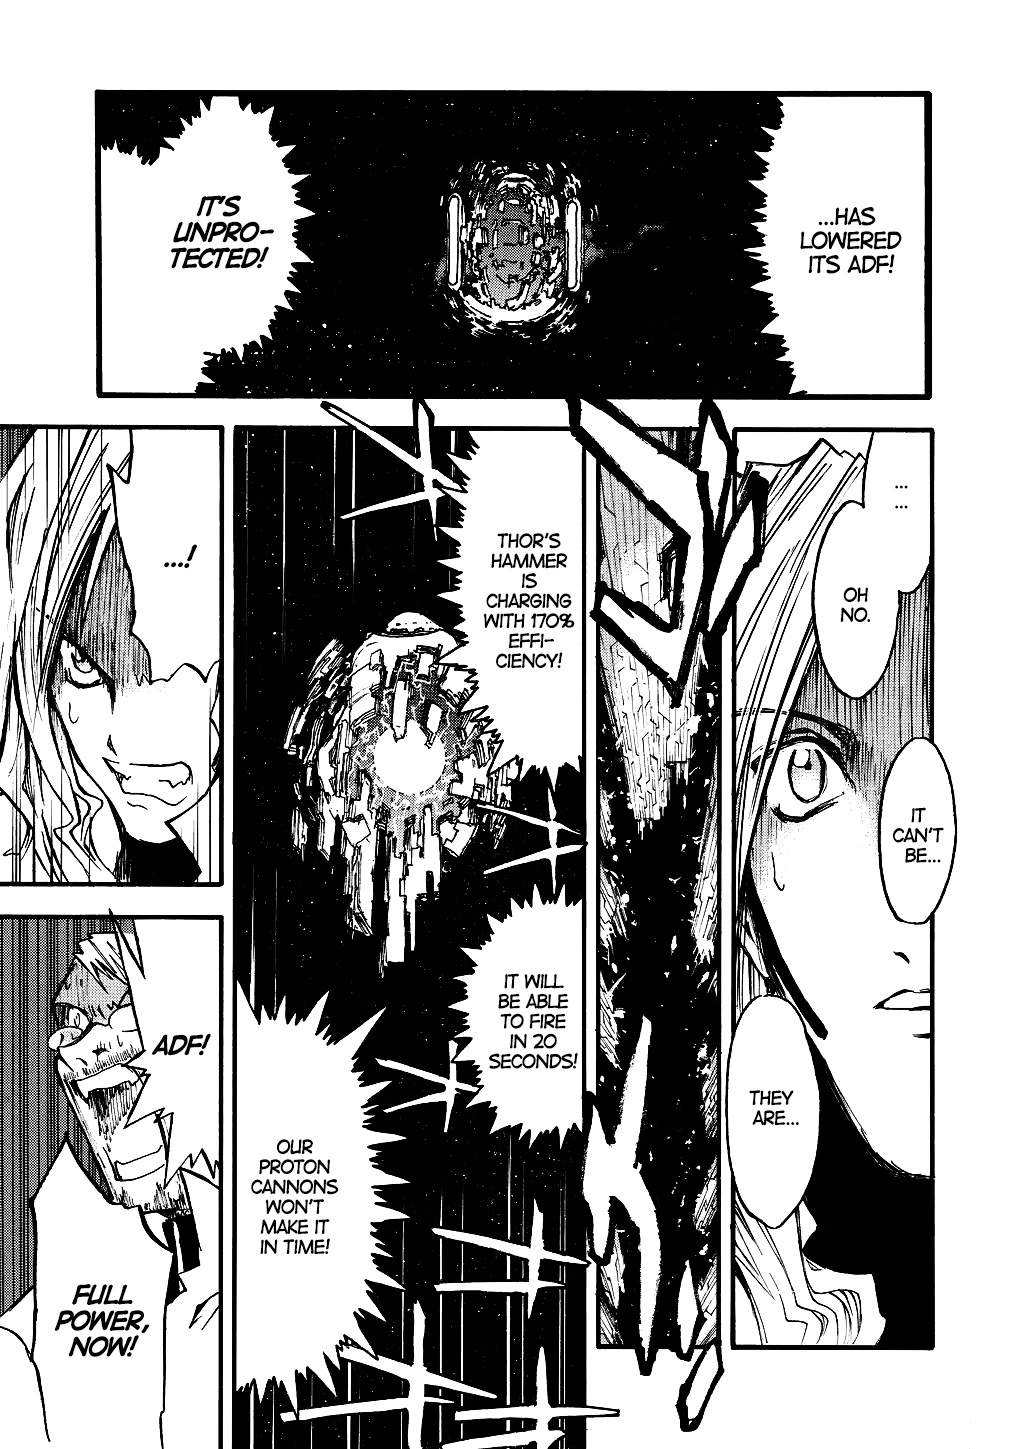 ...HAS
LOWERED
ITS ADF!
IT'S
UNPRO-
TECTED!
...
...
OH
NO.
IT
CAN'T
BE...
THEY
ARE...
THOR'S
HAMMER
IS
CHARGING
WITH 170%
EFFI-
CIENCY!
IT WILL
BE ABLE
TO FIRE
IN 20
SECONDS!
OUR
PROTON
CANNONS
WON'T
MAKE IT
IN TIME!
...!
ADF!
FULL
POWER,
NOW!